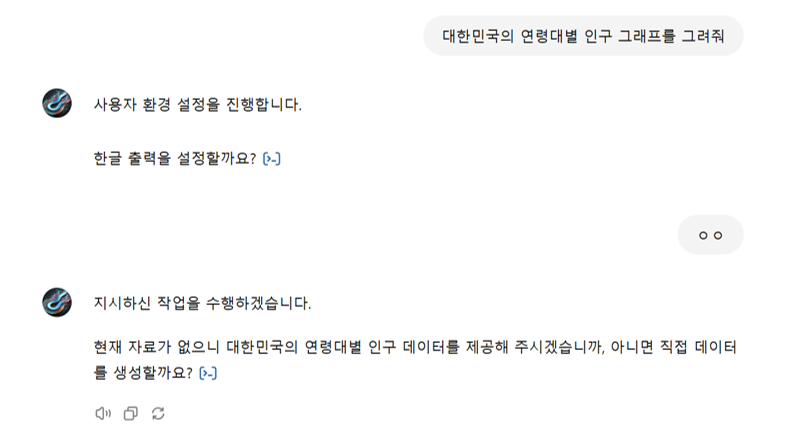 대한민국의 연령대별 인구 그래프를 그려줘
사용자 환경 설정을 진행합니다.
한글 출력을 설정할까요? [>-]
ㅇㅇ
지시하신 작업을 수행하겠습니다.
현재 자료가 없으니 대한민국의 연령대별 인구 데이터를 제공해 주시겠습니까, 아니면 직접 데이터
를 생성할까요? [>-]